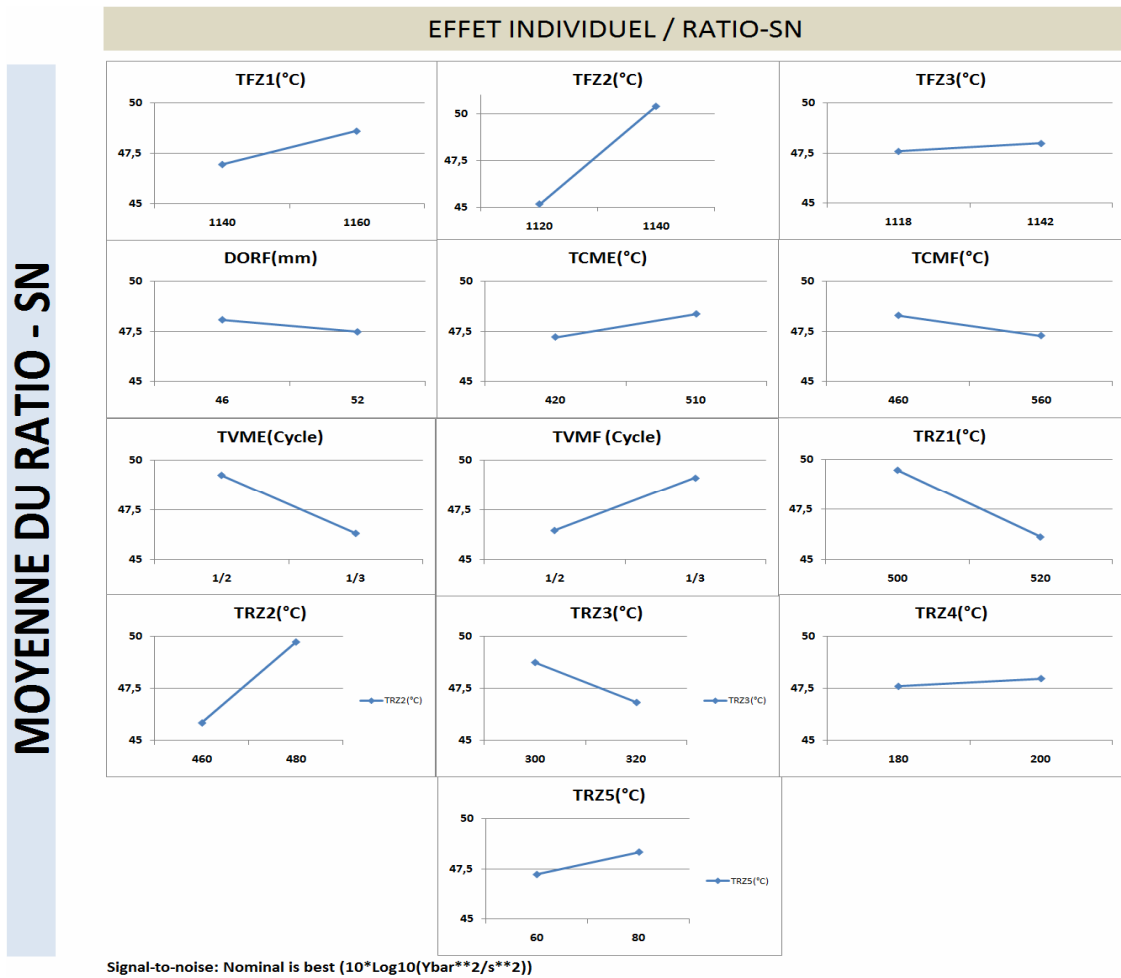 EFFET INDIVIDUEL / RATIO-SN
MOYENNE DU RATIO - SN
TFZ1(°C)
50
47,5
45
1140 1160
TFZ2(°C)
50
47,5
45
1120 1140
TFZ3(°C)
50
47,5
45
1118 1142
DORF(mm)
50
47,5
45
46 52
TCME(°C)
50
47,5
45
420 510
TCMF(°C)
50
47,5
45
460 560
TVME(Cycle)
50
47,5
45
1/2 1/3
TVMF (Cycle)
50
47,5
45
1/2 1/3
TRZ1(°C)
50
47,5
45
500 520
TRZ2(°C)
50
47,5
45
460 480
TRZ2(°C)
TRZ3(°C)
50
47,5
45
300 320
TRZ3(°C)
TRZ4(°C)
50
47,5
45
180 200
TRZ5(°C)
50
47,5
45
60 80
TRZ5(°C)
Signal-to-noise: Nominal is best (10*Log10(Ybar**2/s**2))